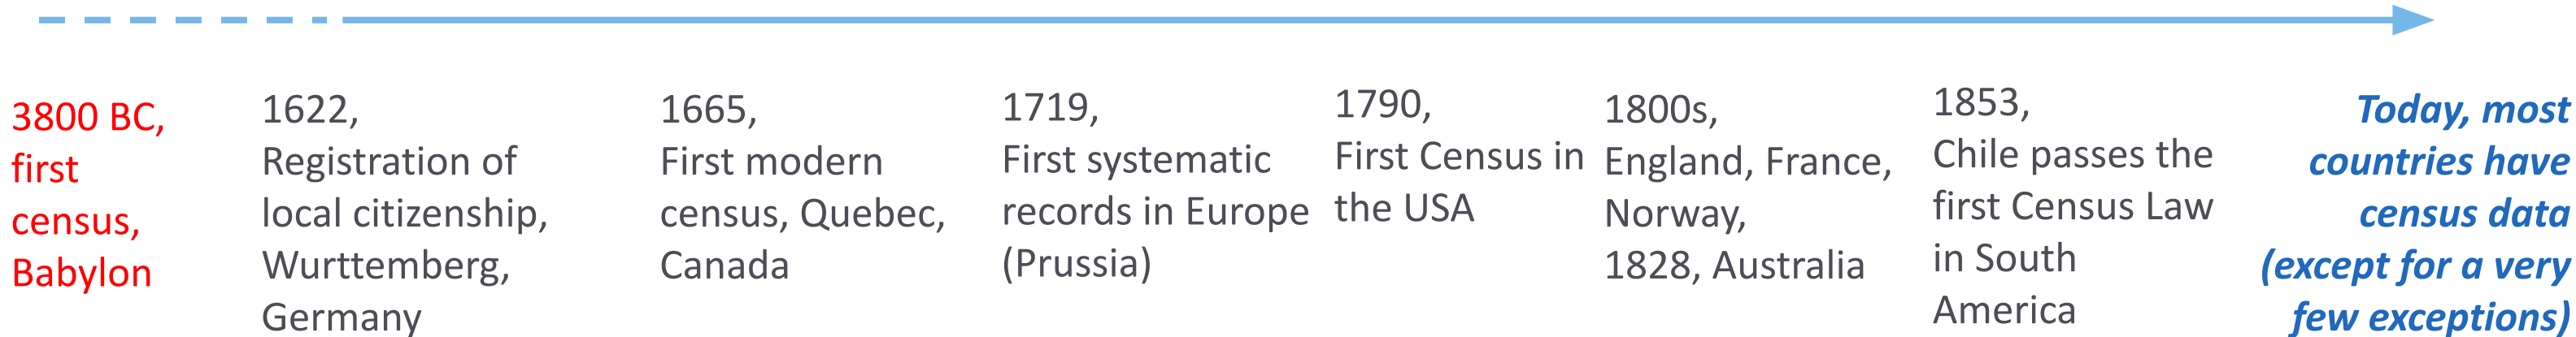 3800 BC,
first
census,
Babylon
1622,
Registration of
local citizenship,
Wurttemberg,
Germany
1665,
First modern
census, Quebec,
Canada
1719,
First systematic
records in Europe
(Prussia)
1790,
First Census in
the USA
1800s,
England, France,
Norway,
1828, Australia
1853,
Chile passes the
first Census Law
in South
America
Today, most
countries have
census data
(except for a very
few exceptions)